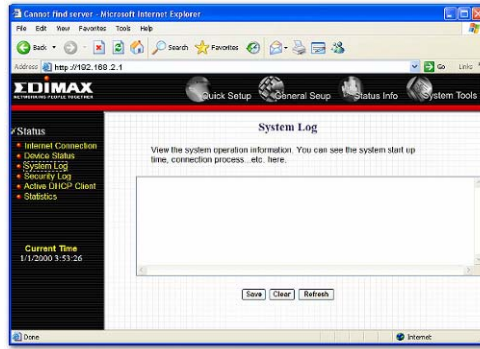 Cannot find server - Microsoft Internet Explorer
File Edit View Favorites Tools Help
Back Search Favorites
Address http://192.168.2.1 Go Links
EDIMAX
NETWORKING PEOPLE TOGETHER
Quick Setup General Seup Status Info System Tools
Status
Internet Connection
Device Status
System Log
Security Log
Active DHCP Client
Statistics
Current Time
1/1/2000 3:53:26
System Log
View the system operation information. You can see the system start up
time, connection process...etc. here.
Save Clear Refresh
Done Internet